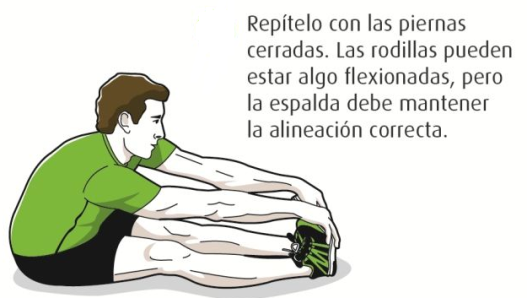 Repítelo con las piernas
cerradas. Las rodillas pueden
estar algo flexionadas, pero
la espalda debe mantener
la alineación correcta.